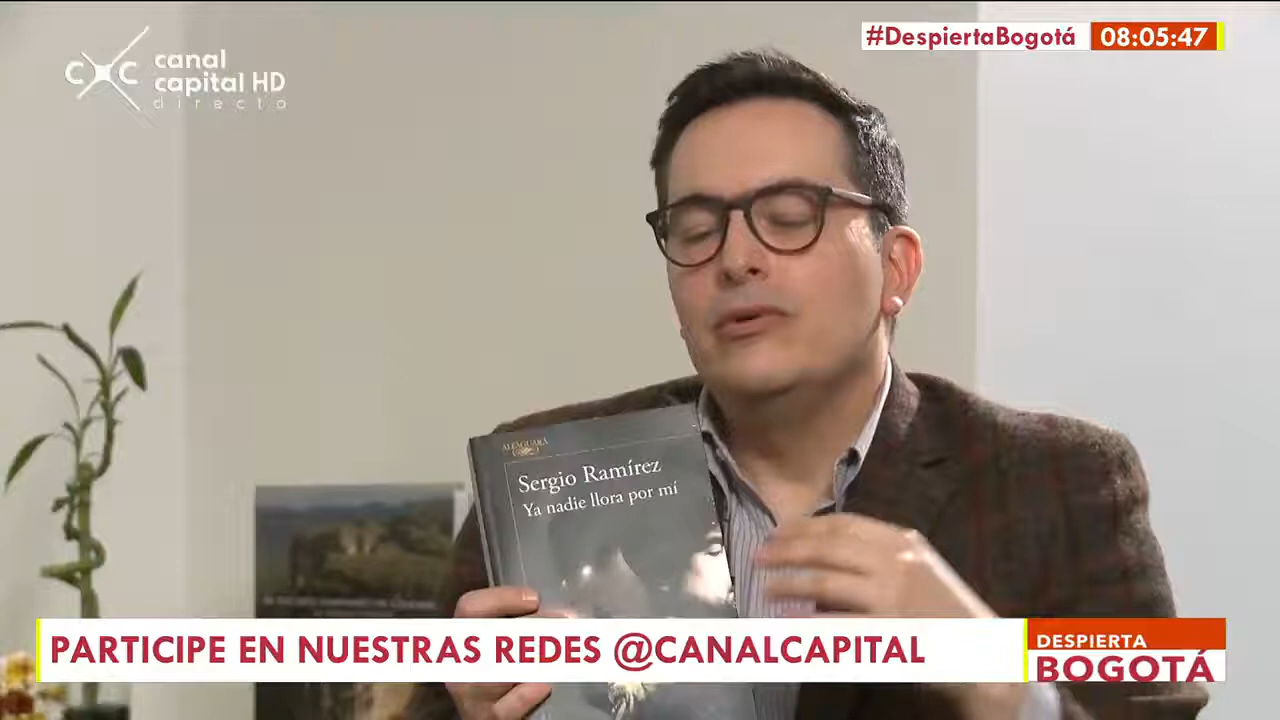 canal
capital HD
directo
#DespiertaBogotá
08:05:47
ALFAGUARA
Sergio Ramírez
Ya nadie llora por mí
PARTICIPE EN NUESTRAS REDES @CANALCAPITAL
DESPIERTA
BOGOTÁ